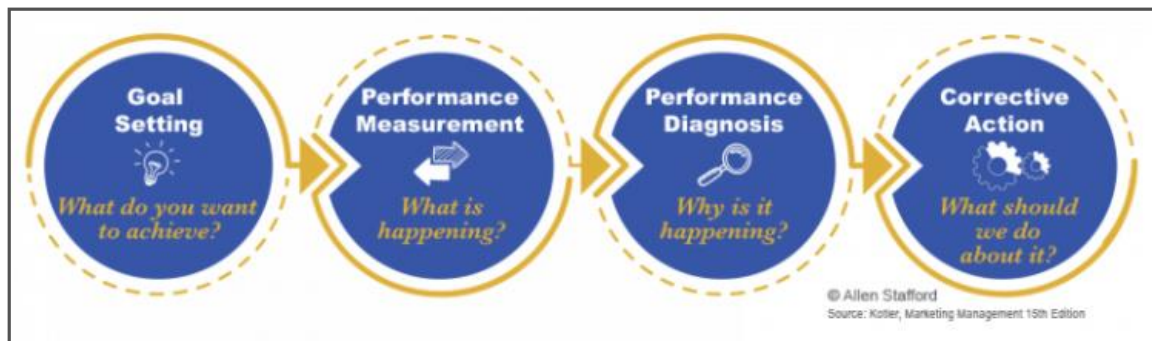 Goal
Setting
What do you want
to achieve?
Performance
Measurement
What is
happening?
Performance
Diagnosis
Why is it
happening?
Corrective
Action
What should
we do
about it?
© Allen Stafford
Source: Kotler, Marketing Management 15th Edition